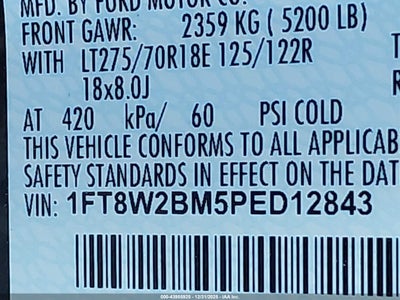 MFD. BY FORD MOTOR CO.
FRONT GAWR: 2359 KG ( 5200 LB)
WITH LT275/70R18E 125/122R T
18x8.0J R
AT 420 kPa/ 60 PSI COLD
THIS VEHICLE CONFORMS TO ALL APPLICAB
SAFETY STANDARDS IN EFFECT ON THE DAT
VIN: 1FT8W2BM5PED12843